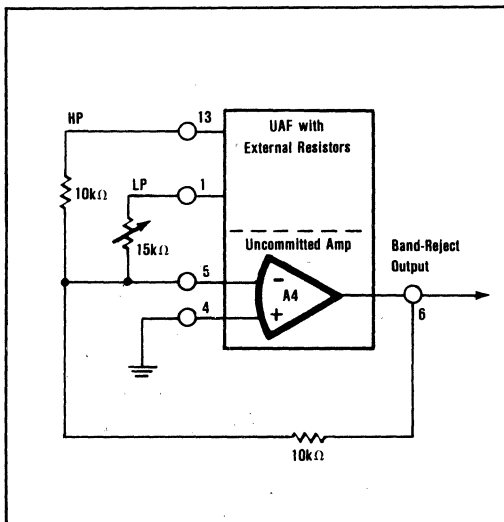 HP
13
UAF with
External Resistors
10kΩ
LP
1
15kΩ
Uncommitted Amp
Band-Reject
Output
5
−
A4
4
+
6
10kΩ